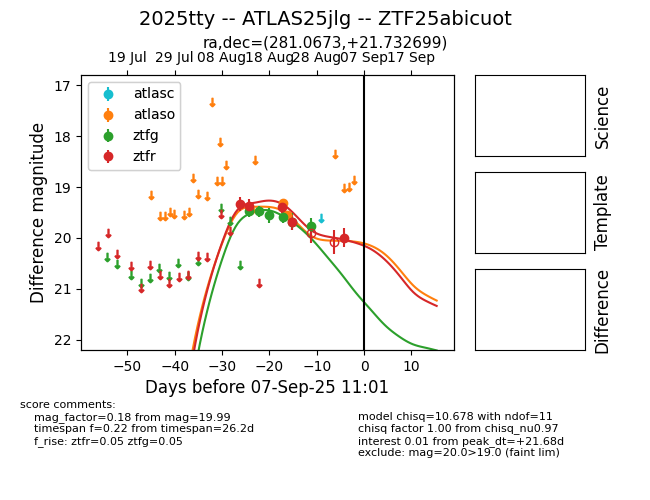 2025tty -- ATLAS25jlg -- ZTF25abicuot
ra,dec=(281.0673,+21.732699)
19 Jul 29 Jul 08 Aug 18 Aug 28 Aug 07 Sep 17 Sep
17
18
19
20
21
22
Difference magnitude
atlasc
atlaso
ztfg
ztfr
−50 −40 −30 −20 −10 0 10
Days before 07-Sep-25 11:01
Science
Template
Difference
score comments:
mag_factor=0.18 from mag=19.99
timespan f=0.22 from timespan=26.2d
f_rise: ztfr=0.05 ztfg=0.05
model chisq=10.678 with ndof=11
chisq factor 1.00 from chisq_nu0.97
interest 0.01 from peak_dt=+21.68d
exclude: mag=20.0>19.0 (faint lim)